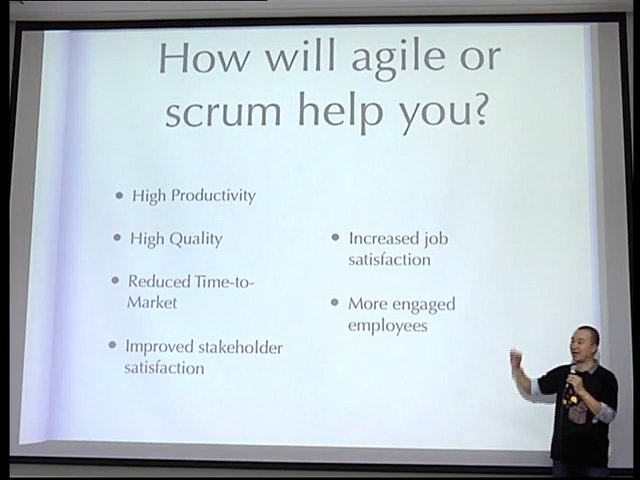 How will agile or
scrum help you?
High Productivity
High Quality
Reduced Time-to-
Market
Improved stakeholder
satisfaction
Increased job
satisfaction
More engaged
employees